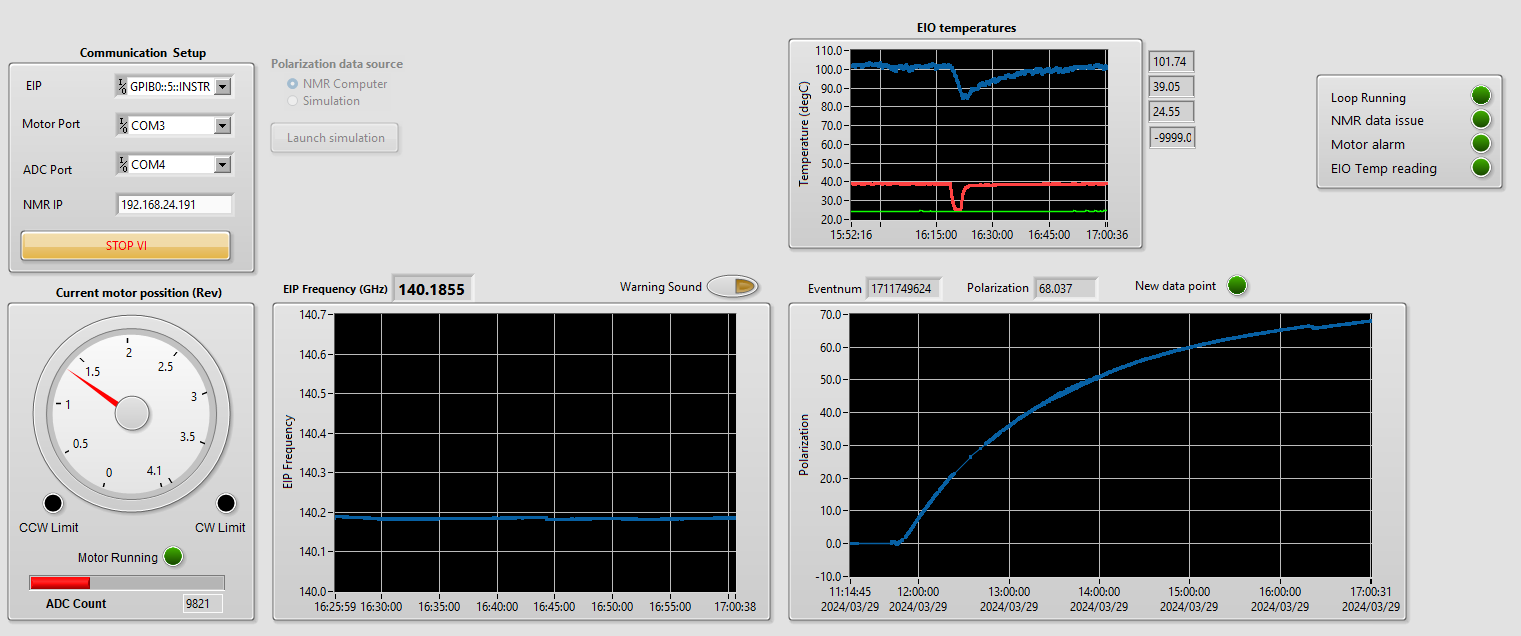 Communication Setup
EIP
GPIB0::5::INSTR
Motor Port
COM3
ADC Port
COM4
NMR IP
192.168.24.191
STOP VI
Polarization data source
NMR Computer
Simulation
Launch simulation
EIO temperatures
Temperature (degC)
110.0
100.0
90.0
80.0
70.0
60.0
50.0
40.0
30.0
20.0
15:52:16 16:15:00 16:30:00 16:45:00 17:00:36
101.74
39.05
24.55
-9999.0
Loop Running
NMR data issue
Motor alarm
EIO Temp reading
Current motor possition (Rev)
0
0.5
1
1.5
2
2.5
3
3.5
4.1
CCW Limit
CW Limit
Motor Running
ADC Count 9821
EIP Frequency (GHz) 140.1855
Warning Sound
EIP Frequency
140.7
140.6
140.5
140.4
140.3
140.2
140.1
140.0
16:25:59 16:30:00 16:35:00 16:40:00 16:45:00 16:50:00 16:55:00 17:00:38
Eventnum 1711749624
Polarization 68.037
New data point
Polarization
70.0
60.0
50.0
40.0
30.0
20.0
10.0
0.0
-10.0
11:14:45 12:00:00 13:00:00 14:00:00 15:00:00 16:00:00 17:00:31
2024/03/29 2024/03/29 2024/03/29 2024/03/29 2024/03/29 2024/03/29 2024/03/29